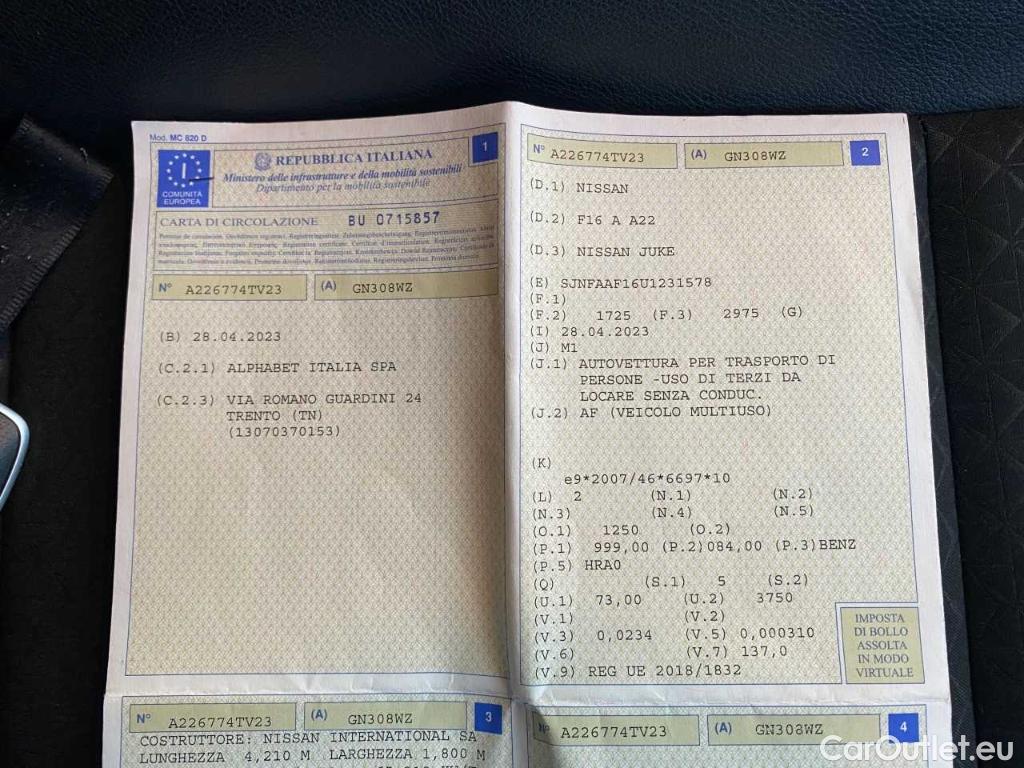 Mod. MC 820 D
1
REPUBBLICA ITALIANA
Ministero delle infrastrutture e della mobilità sostenibili
Dipartimento per la mobilità sostenibile
COMUNITÀ
EUROPEA
CARTA DI CIRCOLAZIONE BU 0715857
N° A226774TV23 (A) GN308WZ
(B) 28.04.2023
(C.2.1) ALPHABET ITALIA SPA
(C.2.3) VIA ROMANO GUARDINI 24
TRENTO (TN)
(13070370153)
N° A226774TV23 (A) GN308WZ 2
(D.1) NISSAN
(D.2) F16 A A22
(D.3) NISSAN JUKE
(E) SJNFAAF16U1231578
(F.1)
(F.2) 1725 (F.3) 2975 (G)
(I) 28.04.2023
(J) M1
(J.1) AUTOVETTURA PER TRASPORTO DI
PERSONE -USO DI TERZI DA
LOCARE SENZA CONDUC.
(J.2) AF (VEICOLO MULTIUSO)
(K)
e9*2007/46*6697*10
(L) 2 (N.1) (N.2)
(N.3) (N.4) (N.5)
(O.1) 1250 (O.2)
(P.1) 999,00 (P.2)084,00 (P.3)BENZ
(P.5) HRA0
(Q) (S.1) 5 (S.2)
(U.1) 73,00 (U.2) 3750
(V.1) (V.2)
(V.3) 0,0234 (V.5) 0,000310
(V.6) (V.7) 137,0
(V.9) REG UE 2018/1832
IMPOSTA
DI BOLLO
ASSOLTA
IN MODO
VIRTUALE
N° A226774TV23 (A) GN308WZ 3
COSTRUTTORE: NISSAN INTERNATIONAL SA
LUNGHEZZA 4,210 M LARGHEZZA 1,800 M
N° A226774TV23 (A) GN308WZ 4
CarOutlet.eu